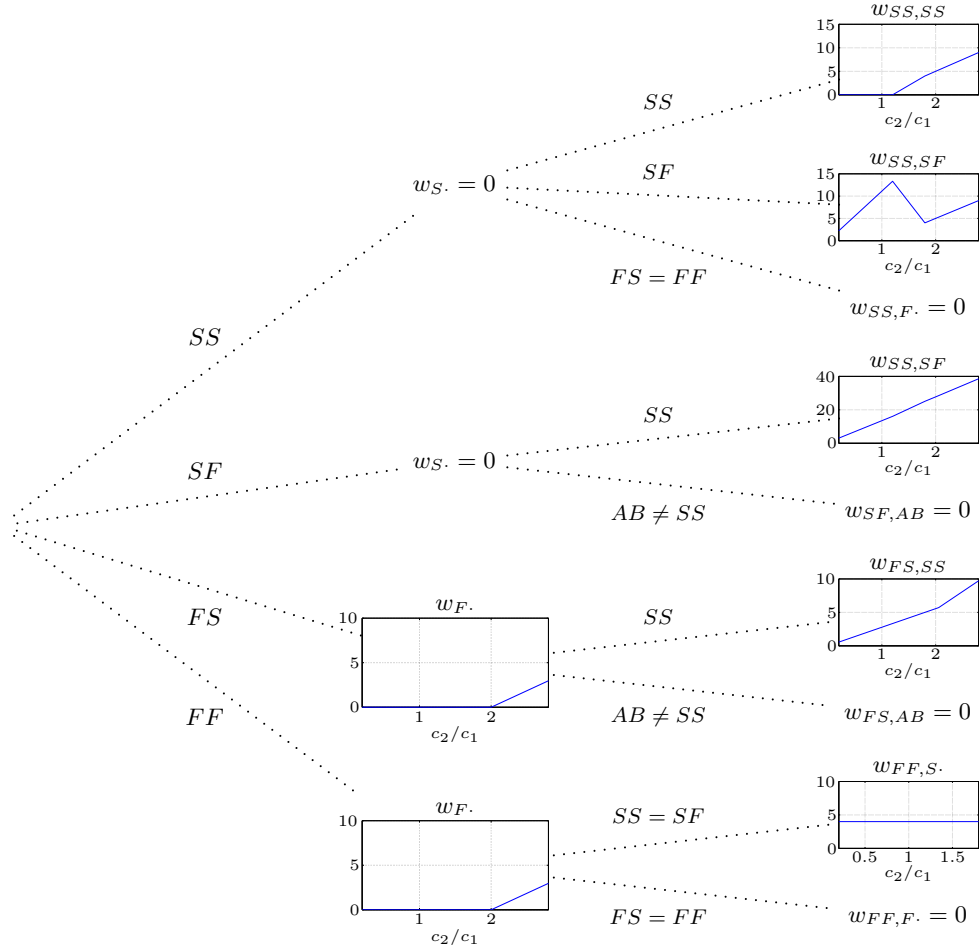 w_{SS,SS}
15
10
5
0
1 2
c_2/c_1
SS
w_{SS,SF}
15
10
5
0
1 2
c_2/c_1
SF
w_{S·} = 0
FS = FF
w_{SS,F·} = 0
SS
w_{SS,SF}
40
20
0
1 2
c_2/c_1
SS
SF
w_{S·} = 0
AB ≠ SS
w_{SF,AB} = 0
w_{FS,SS}
10
5
0
1 2
c_2/c_1
FS
w_{F·}
10
5
0
1 2
c_2/c_1
SS
AB ≠ SS
w_{FS,AB} = 0
FF
w_{FF,S·}
10
5
0
0.5 1 1.5
c_2/c_1
w_{F·}
10
5
0
1 2
c_2/c_1
SS = SF
FS = FF
w_{FF,F·} = 0